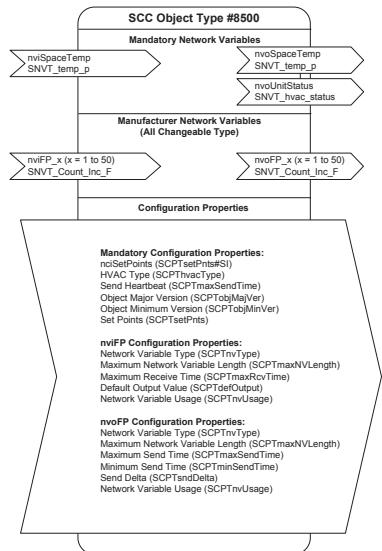 SCC Object Type #8500
Mandatory Network Variables
nviSpaceTemp
SNVT_temp_p
nvoSpaceTemp
SNVT_temp_p
nvoUnitStatus
SNVT_hvac_status
Manufacturer Network Variables
(All Changeable Type)
nviFP_x (x = 1 to 50)
SNVT_Count_Inc_F
nvoFP_x (x = 1 to 50)
SNVT_Count_Inc_F
Configuration Properties
Mandatory Configuration Properties:
nciSetPoints (SCPTsetPnts#SI)
HVAC Type (SCPThvacType)
Send Heartbeat (SCPTmaxSendTime)
Object Major Version (SCPTobjMajVer)
Object Minimum Version (SCPTobjMinVer)
Set Points (SCPTsetPnts)
nviFP Configuration Properties:
Network Variable Type (SCPTnvType)
Maximum Network Variable Length (SCPTmaxNVLength)
Maximum Receive Time (SCPTmaxRcvTime)
Default Output Value (SCPTdefOutput)
Network Variable Usage (SCPTnvUsage)
nvoFP Configuration Properties:
Network Variable Type (SCPTnvType)
Maximum Network Variable Length (SCPTmaxNVLength)
Maximum Send Time (SCPTmaxSendTime)
Minimum Send Time (SCPTminSendTime)
Send Delta (SCPTsndDelta)
Network Variable Usage (SCPTnvUsage)